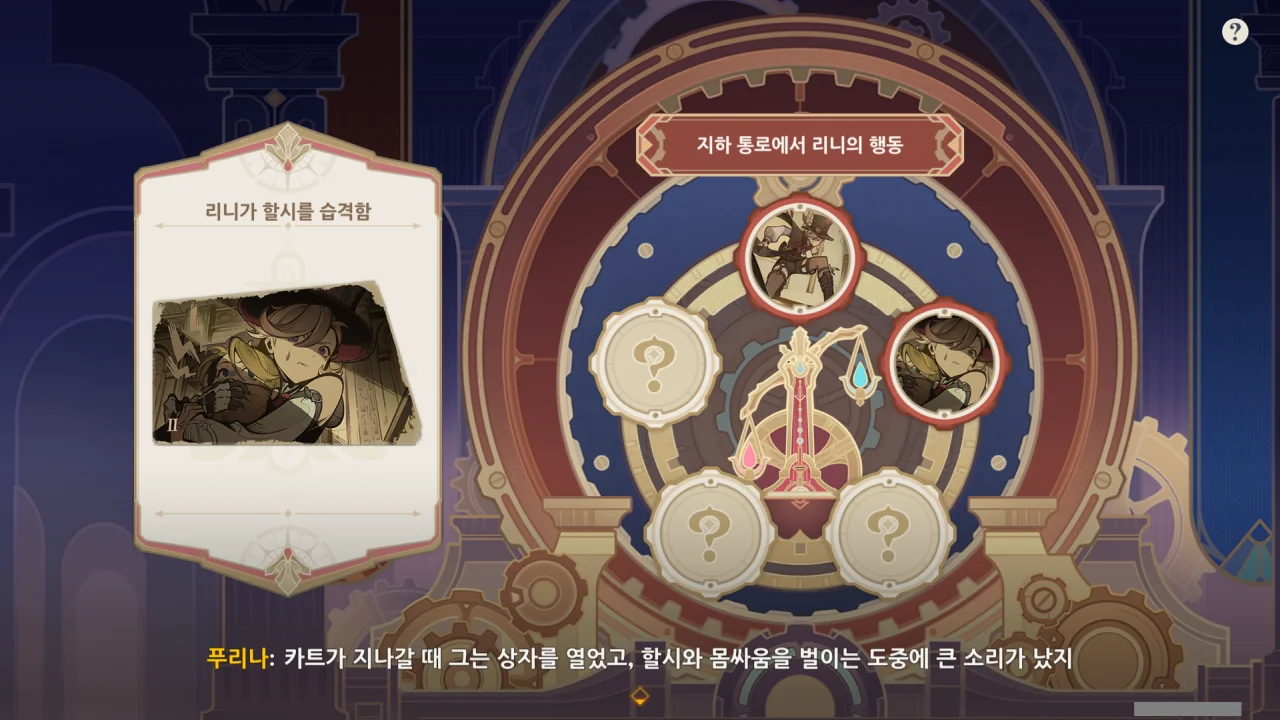 지하 통로에서 리니의 행동
리니가 할시를 습격함
II
푸리나: 카트가 지나갈 때 그는 상자를 열었고, 할시와 몸싸움을 벌이는 도중에 큰 소리가 났지